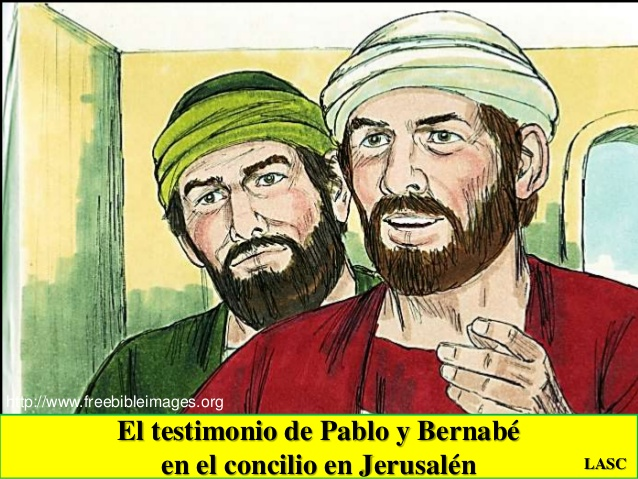 http://www.freebibleimages.org
El testimonio de Pablo y Bernabé
en el concilio en Jerusalén
LASC